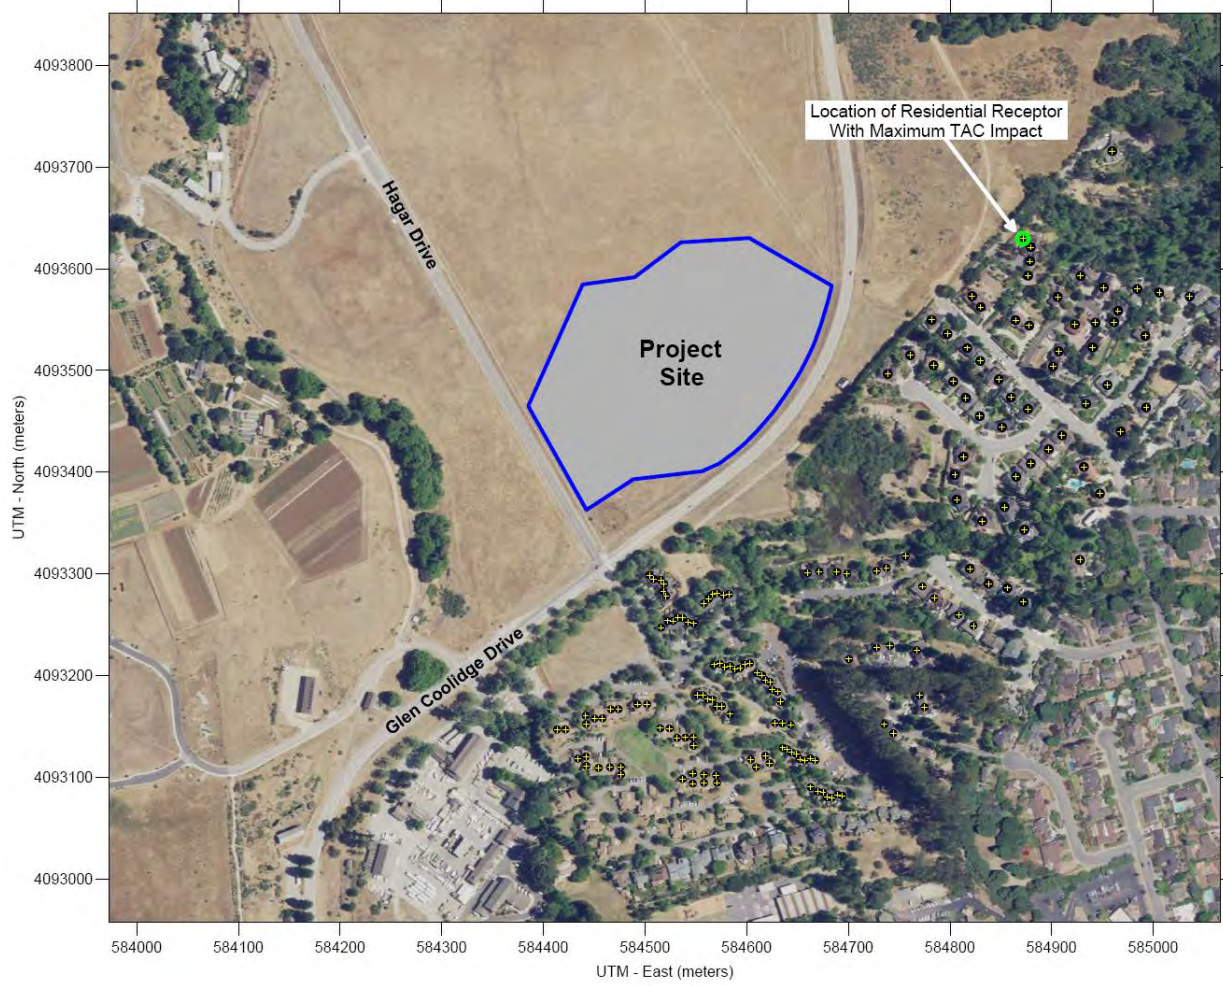 4093800
4093700
4093600
4093500
4093400
4093300
4093200
4093100
4093000
UTM - North (meters)
Location of Residential Receptor
With Maximum TAC Impact
Hagar Drive
Project
Site
Glen Coolidge Drive
584000 584100 584200 584300 584400 584500 584600 584700 584800 584900 585000
UTM - East (meters)